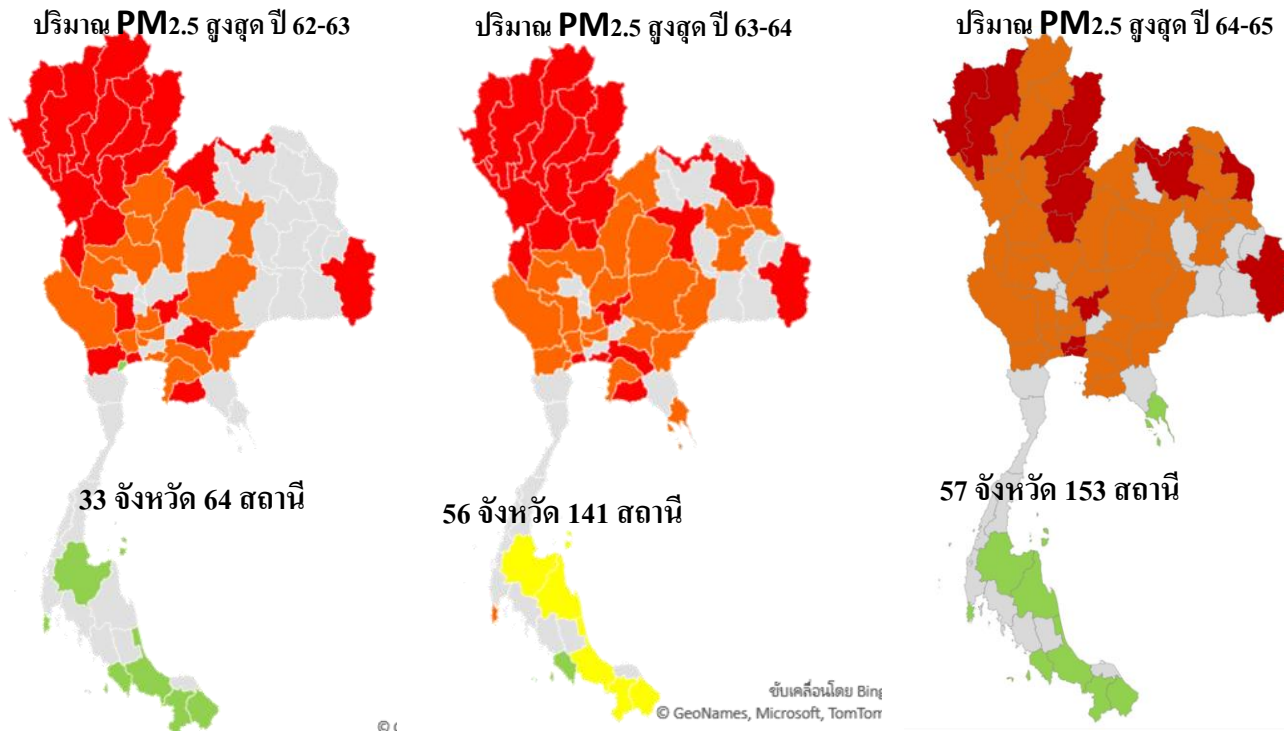 ปริมาณ PM2.5 สูงสุด ปี 62-63
ปริมาณ PM2.5 สูงสุด ปี 63-64
ปริมาณ PM2.5 สูงสุด ปี 64-65
33 จังหวัด 64 สถานี
56 จังหวัด 141 สถานี
57 จังหวัด 153 สถานี
ขับเคลื่อนโดย Bing
© GeoNames, Microsoft, TomTom
©